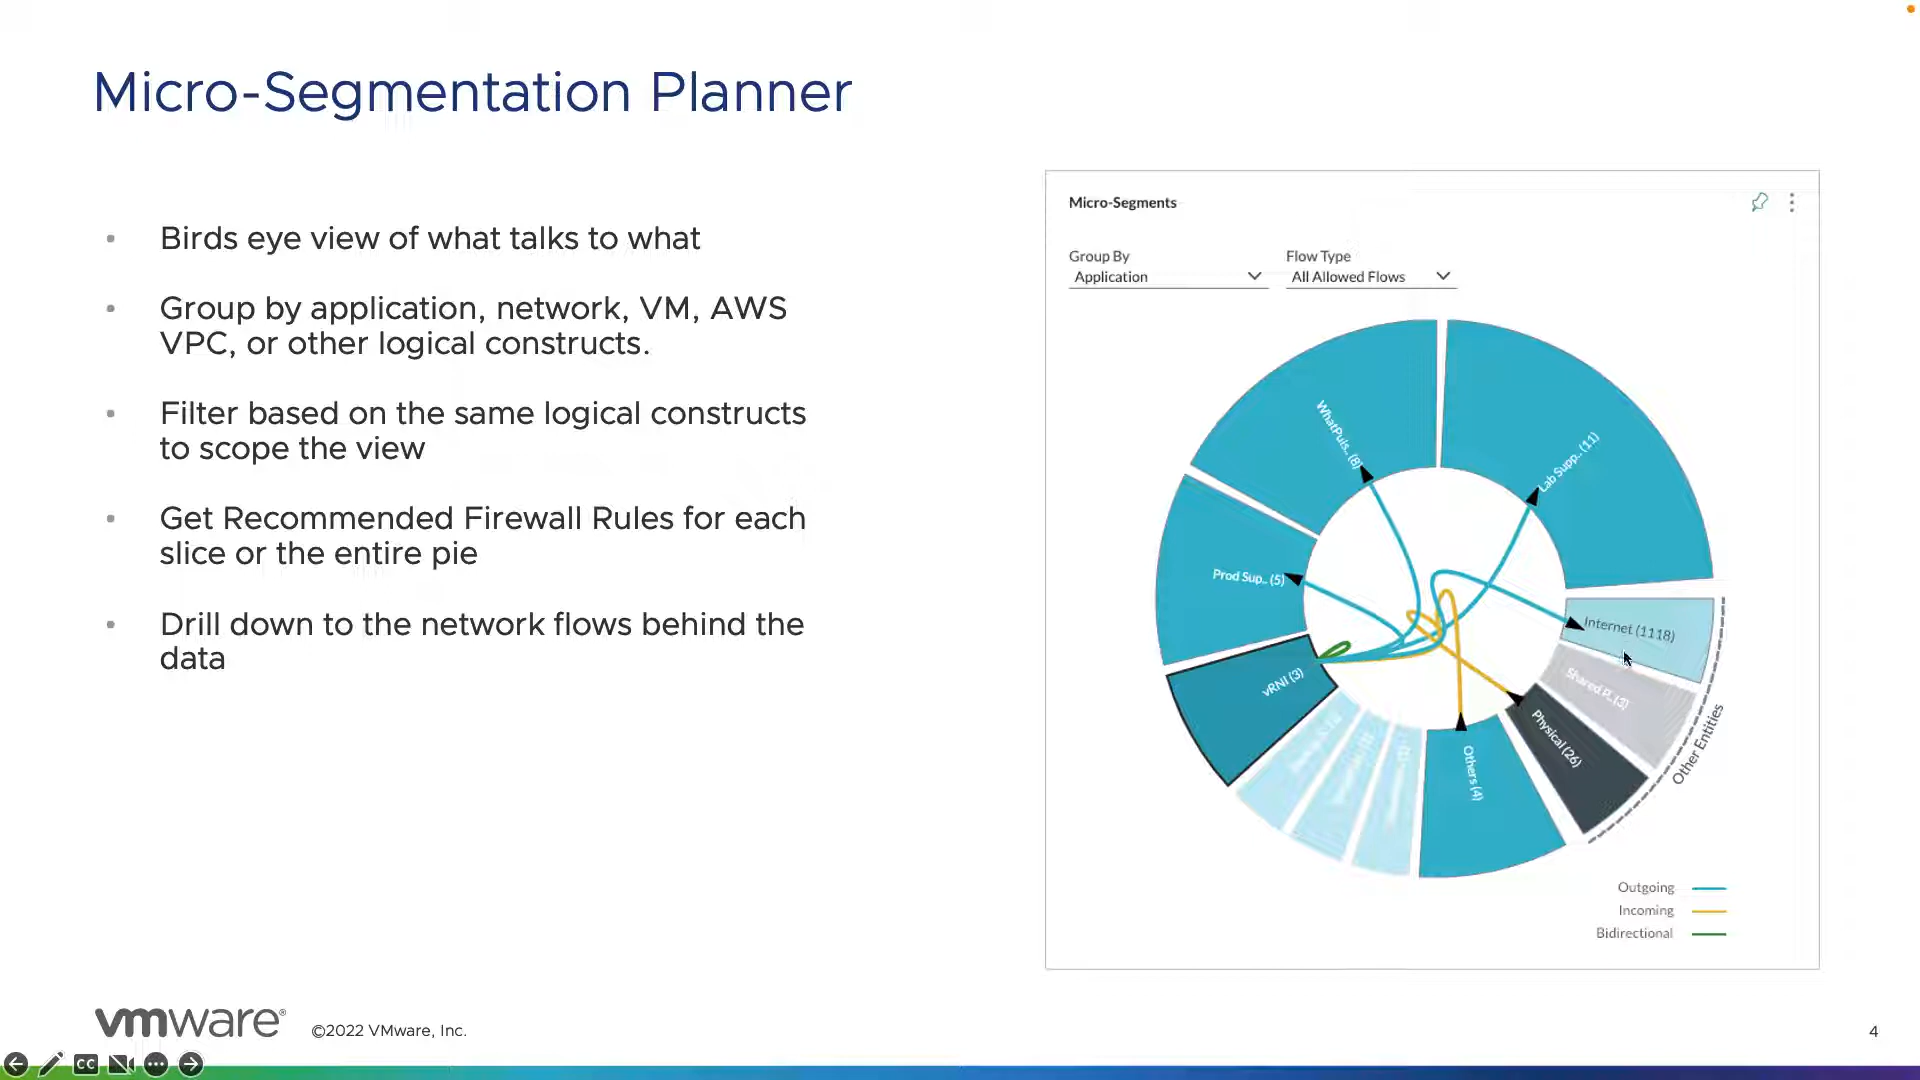 Micro-Segmentation Planner
Birds eye view of what talks to what
Group by application, network, VM, AWS
VPC, or other logical constructs.
Filter based on the same logical constructs
to scope the view
Get Recommended Firewall Rules for each
slice or the entire pie
Drill down to the network flows behind the
data
Micro-Segments
Group By
Flow Type
Application
All Allowed Flows
WhatPuls.. (8)
Lab Supp.. (11)
Prod Sup.. (5)
Internet (1118)
Shared P.. (3)
vRNI (3)
Physical (26)
Others (4)
Other Entities
Outgoing
Incoming
Bidirectional
vmware®
©2022 VMware, Inc.
4
CC